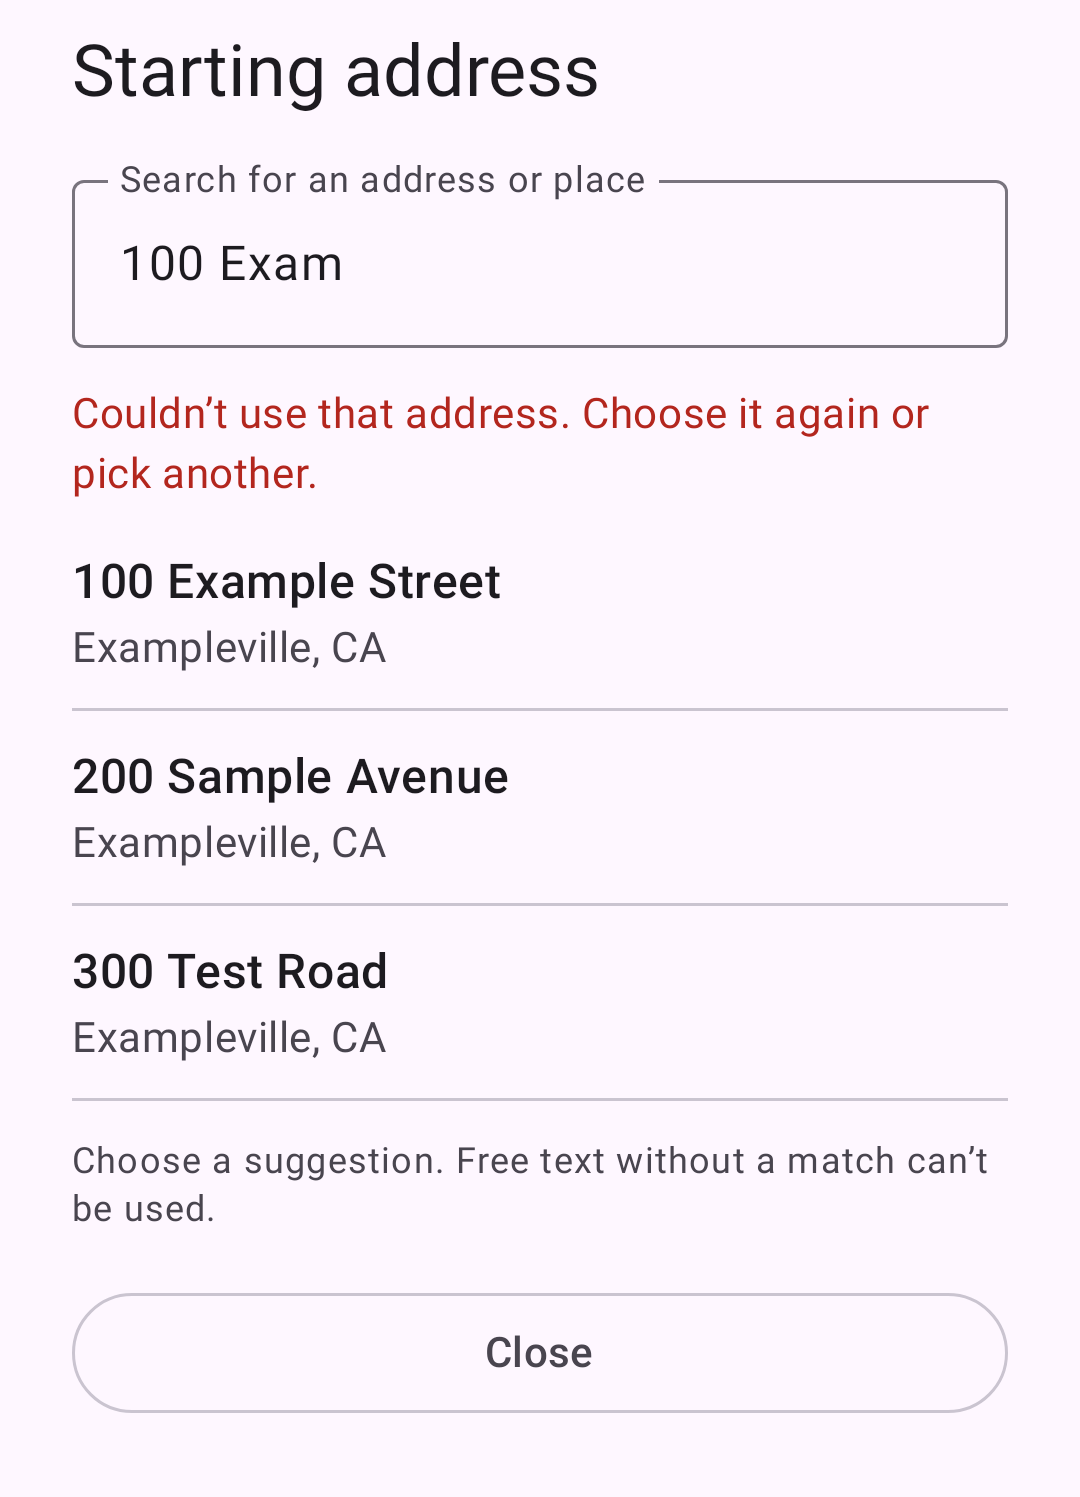 Starting address
Search for an address or place
100 Exam
Couldn’t use that address. Choose it again or
pick another.
100 Example Street
Exampleville, CA
200 Sample Avenue
Exampleville, CA
300 Test Road
Exampleville, CA
Choose a suggestion. Free text without a match can’t
be used.
Close